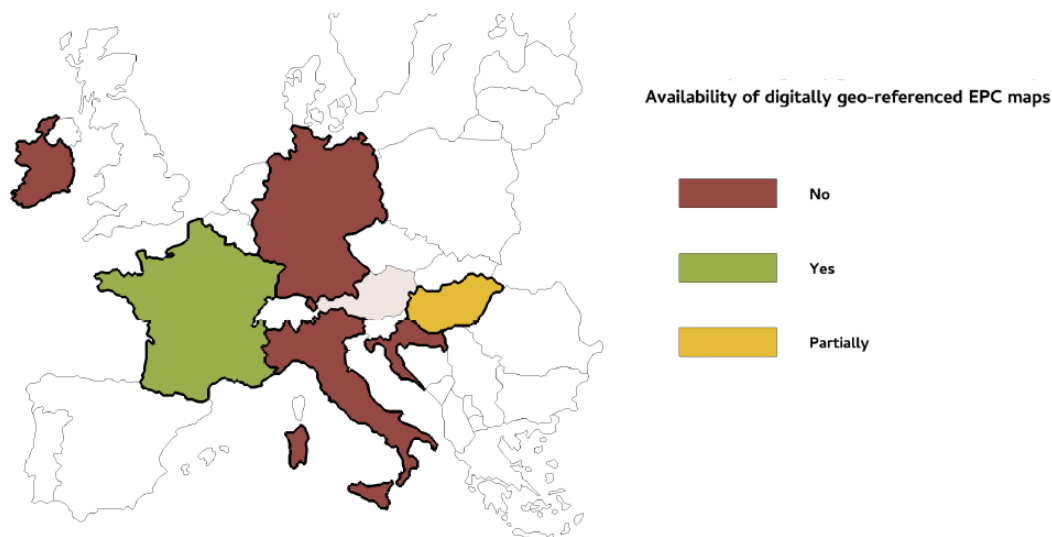 Availability of digitally geo-referenced EPC maps
No
Yes
Partially